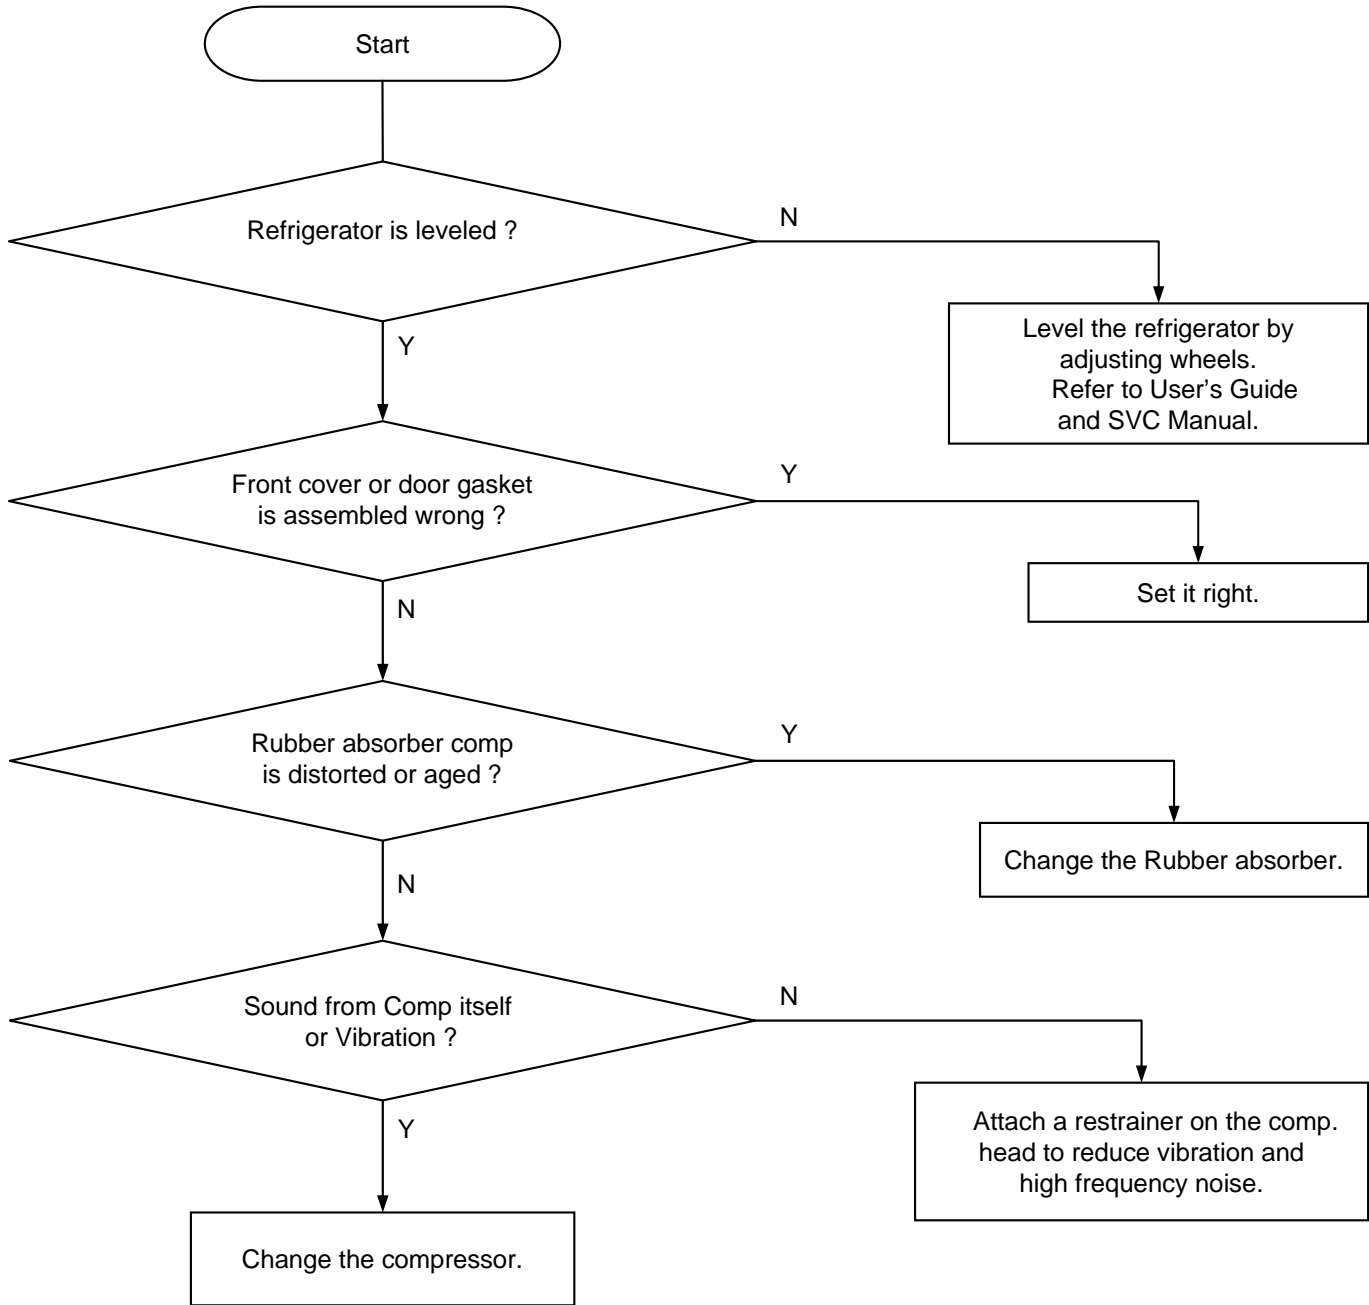 Start
Refrigerator is leveled ?
N
Level the refrigerator by
adjusting wheels.
Refer to User's Guide
and SVC Manual.
Y
Front cover or door gasket
is assembled wrong ?
Y
Set it right.
N
Rubber absorber comp
is distorted or aged ?
Y
Change the Rubber absorber.
N
Sound from Comp itself
or Vibration ?
N
Attach a restrainer on the comp.
head to reduce vibration and
high frequency noise.
Y
Change the compressor.